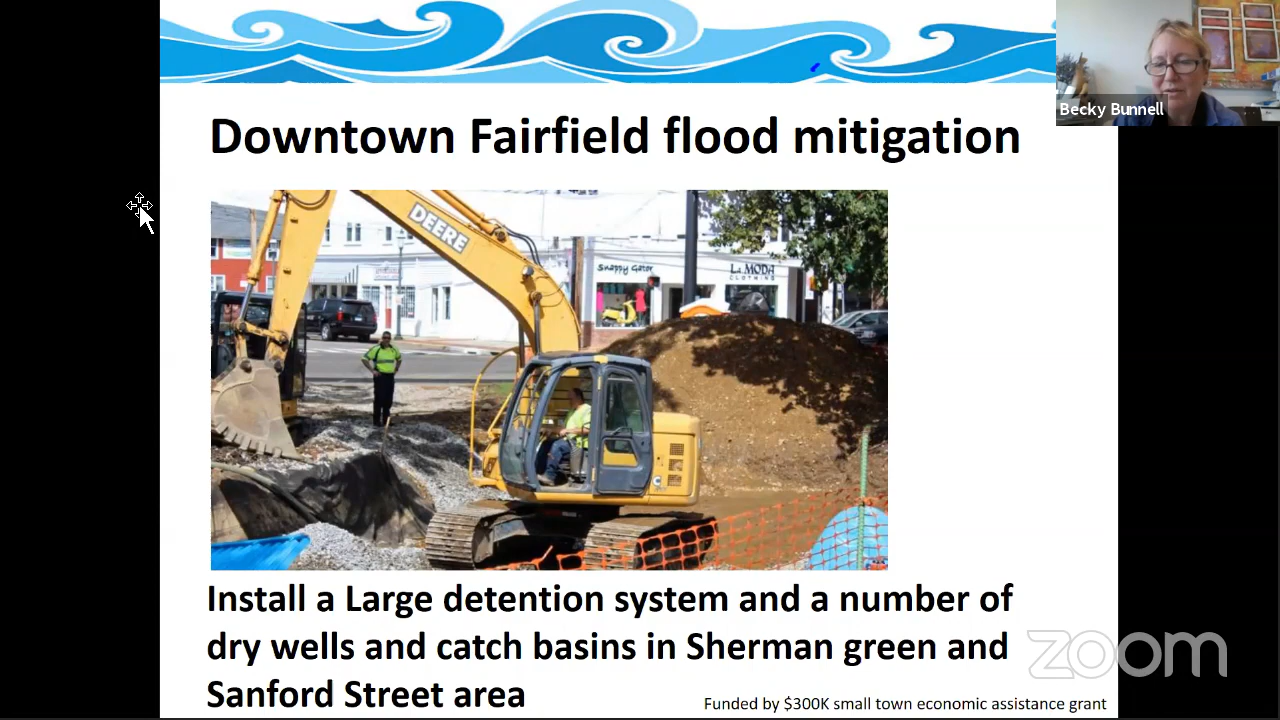 Becky Bunnell
Downtown Fairfield flood mitigation
DEERE
Snappy Gator
La MODA
CLOTHING
Install a Large detention system and a number of
dry wells and catch basins in Sherman green and
Sanford Street area
zoom
Funded by $300K small town economic assistance grant